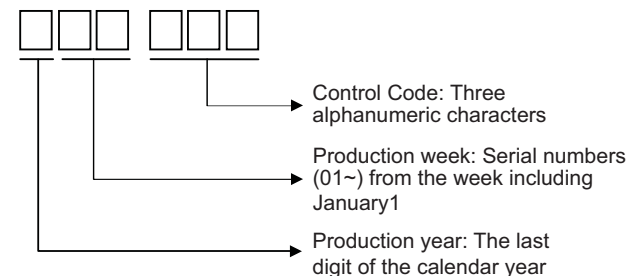 Control Code: Three
alphanumeric characters
Production week: Serial numbers
(01~) from the week including
January1
Production year: The last
digit of the calendar year